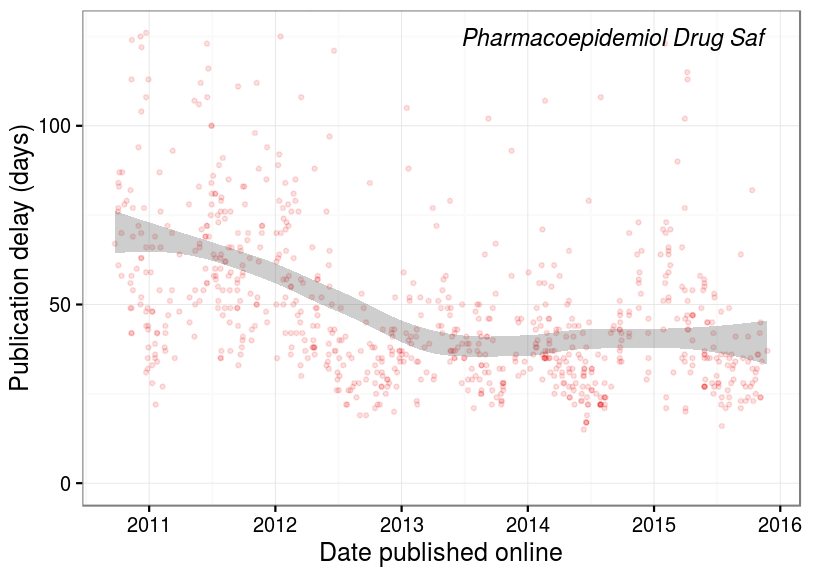 Pharmacoepidemiol Drug Saf
Publication delay (days)
100
50
0
2011 2012 2013 2014 2015 2016
Date published online